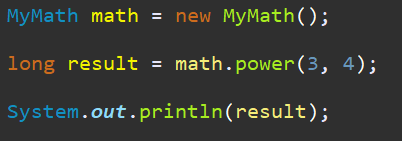 MyMath math = new MyMath();
long result = math.power(3, 4);
System.out.println(result);